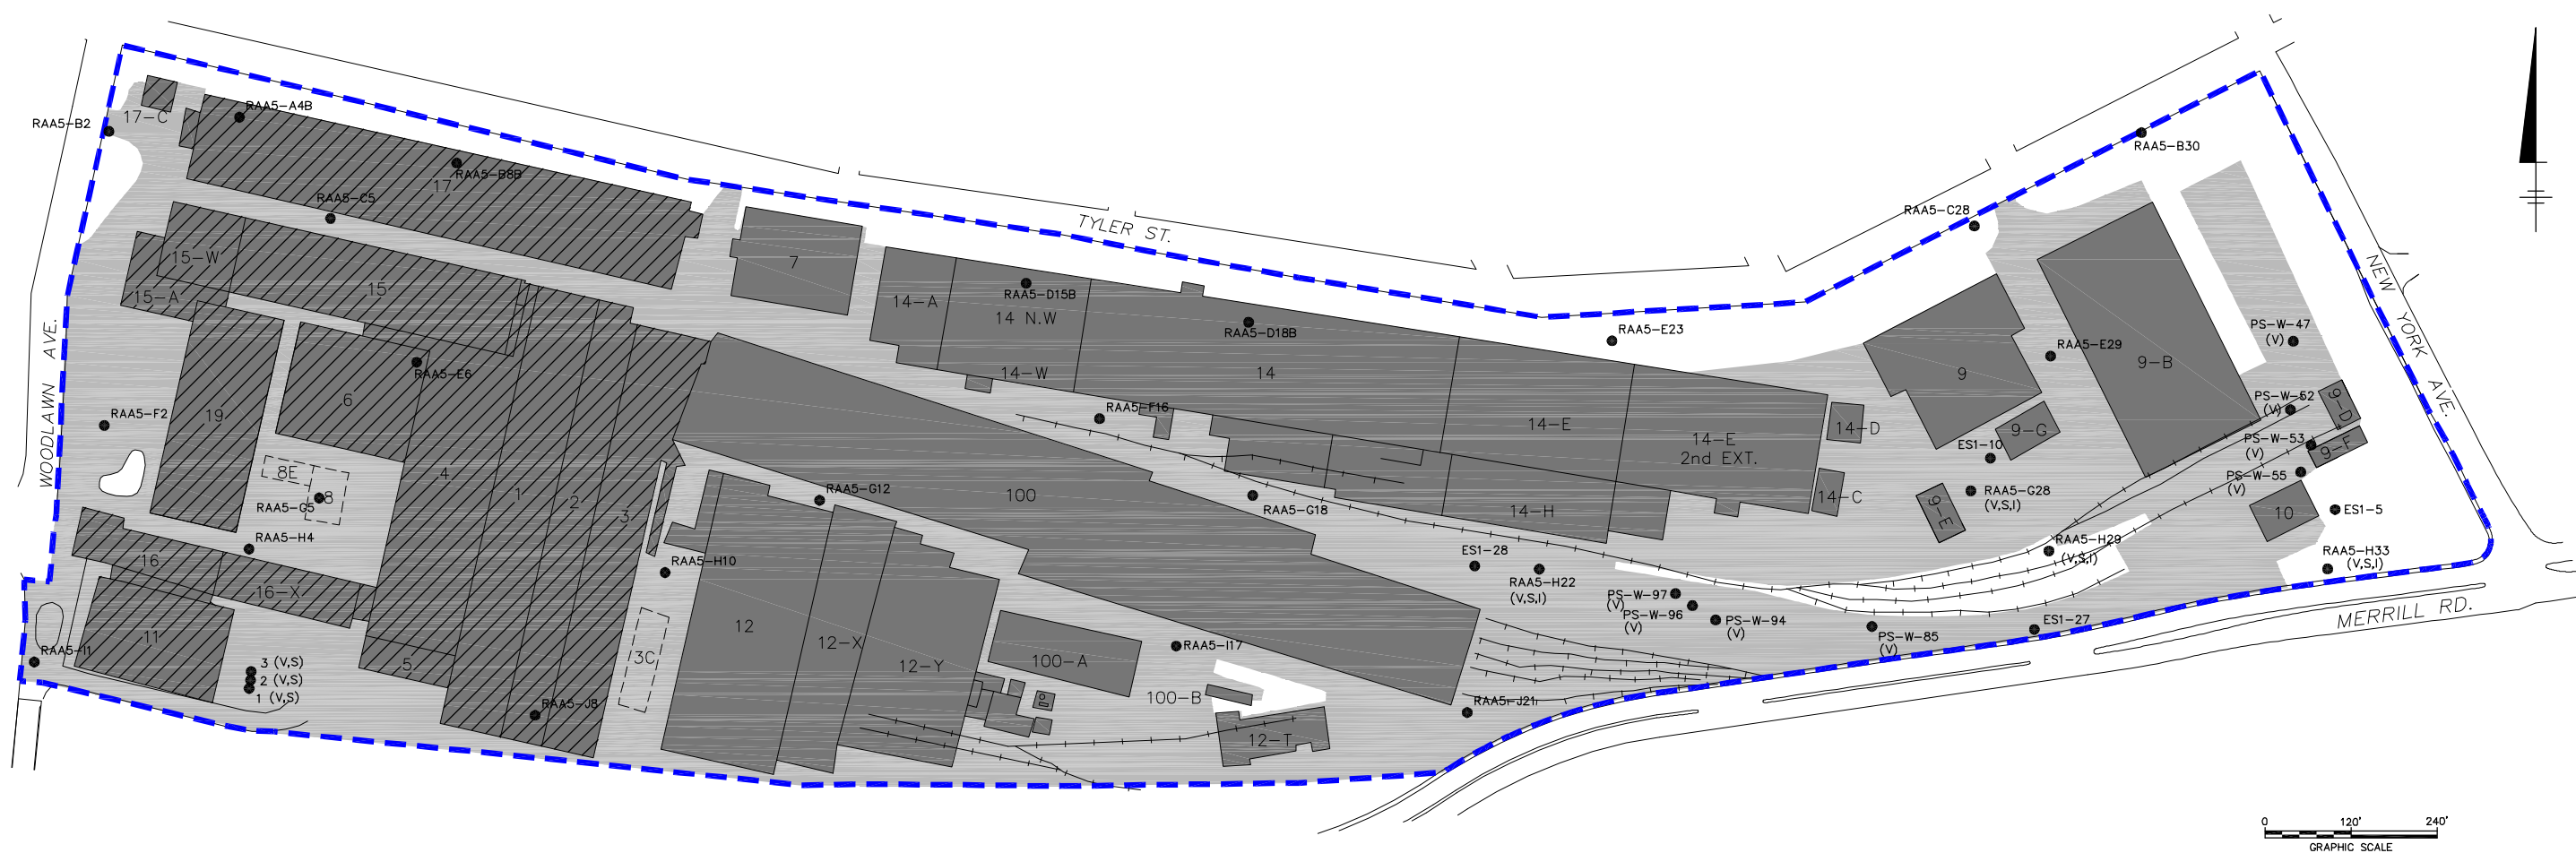 RAA5-B2
17-C
RAA5-A4B
RAA5-B8B
17
RAA5-C5
15-W
15-A
15
7
TYLER ST.
RAA5-C28
RAA5-B30
14-A
RAA5-D15B
14 N.W
14-W
RAA5-D18B
14
RAA5-E23
RAA5-E29
9
9-B
NEW YORK AVE.
PS-W-47
(V)
WOODLAWN AVE.
RAA5-F2
19
6
RAA5-E6
RAA5-F16
14-E
14-E
2nd EXT.
14-D
14-C
9-G
ES1-10
PS-W-52
(V)
9-D
PS-W-53
(V)
9-F
PS-W-55
(V)
8E
8
RAA5-G5
4
1
2
3
RAA5-G12
100
RAA5-G18
14-H
RAA5-G28
(V,S,I)
9-E
10
ES1-5
RAA5-H4
16
16-X
RAA5-H10
ES1-28
RAA5-H22
(V,S,I)
RAA5-H29
(V,S,I)
RAA5-H33
(V,S,I)
PS-W-97
(V)
PS-W-96
(V)
PS-W-94
(V)
PS-W-85
(V)
ES1-27
MERRILL RD.
11
RAA5-I1
3 (V,S)
2 (V,S)
1 (V,S)
5
3C
12
12-X
12-Y
100-A
RAA5-I17
100-B
RAA5-J8
RAA5-J21
12-T
0 120' 240'
GRAPHIC SCALE